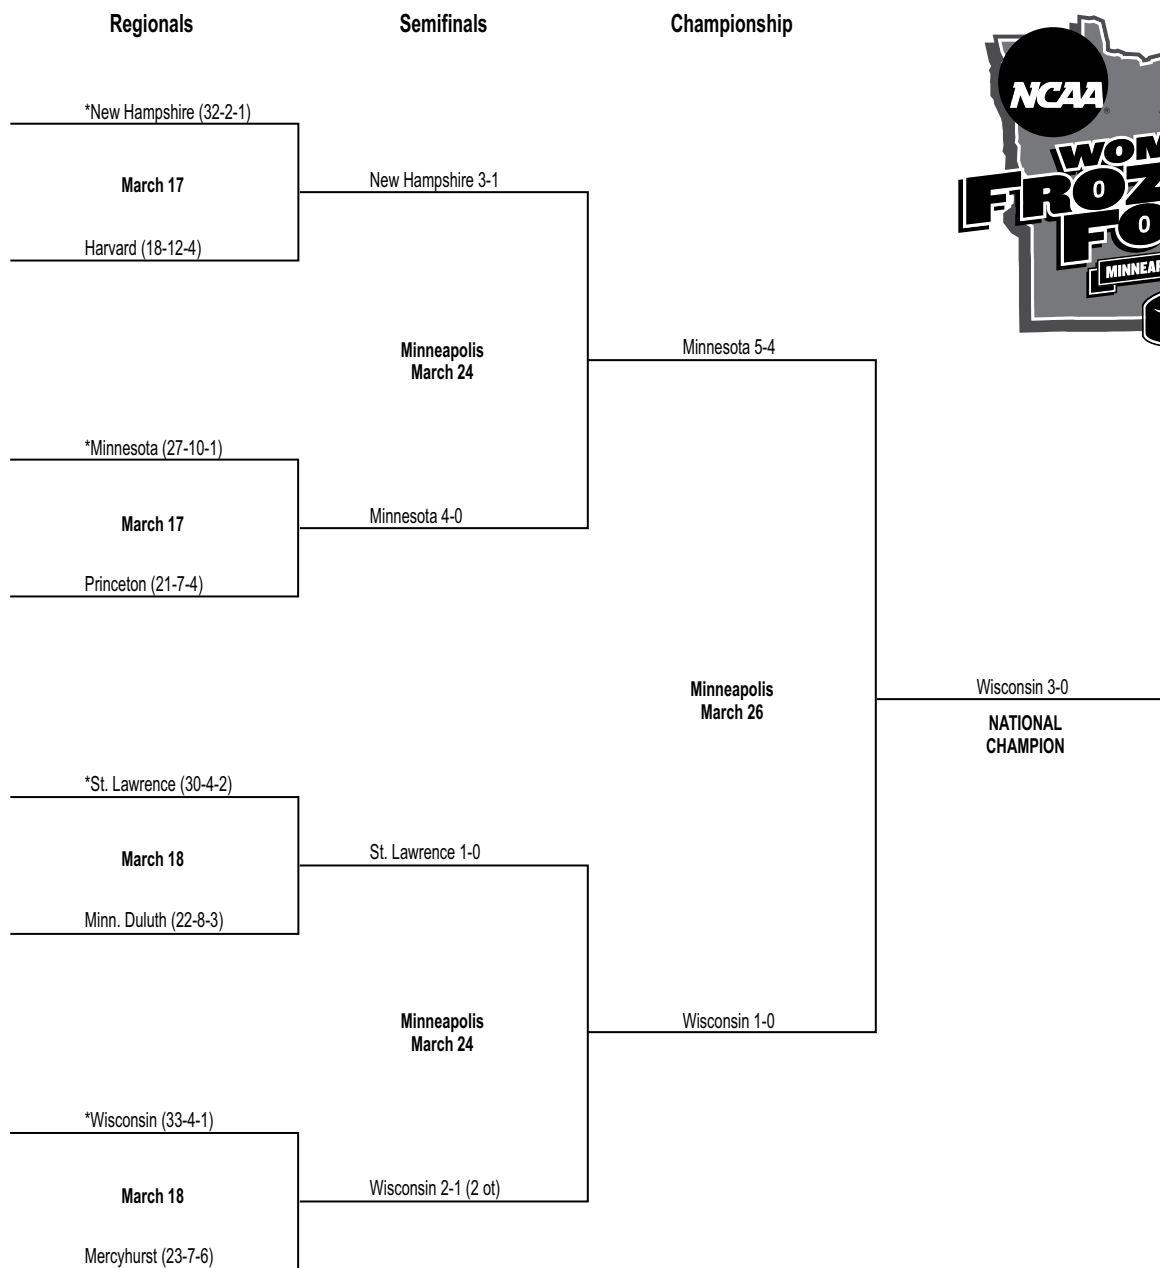 Regionals Semifinals Championship
*New Hampshire (32-2-1)
March 17
New Hampshire 3-1
Harvard (18-12-4)
Minneapolis
March 24
Minnesota 5-4
*Minnesota (27-10-1)
March 17
Minnesota 4-0
Princeton (21-7-4)
Minneapolis
March 26
Wisconsin 3-0
NATIONAL
CHAMPION
*St. Lawrence (30-4-2)
March 18
St. Lawrence 1-0
Minn. Duluth (22-8-3)
Minneapolis
March 24
Wisconsin 1-0
*Wisconsin (33-4-1)
March 18
Wisconsin 2-1 (2 ot)
Mercyhurst (23-7-6)
NCAA